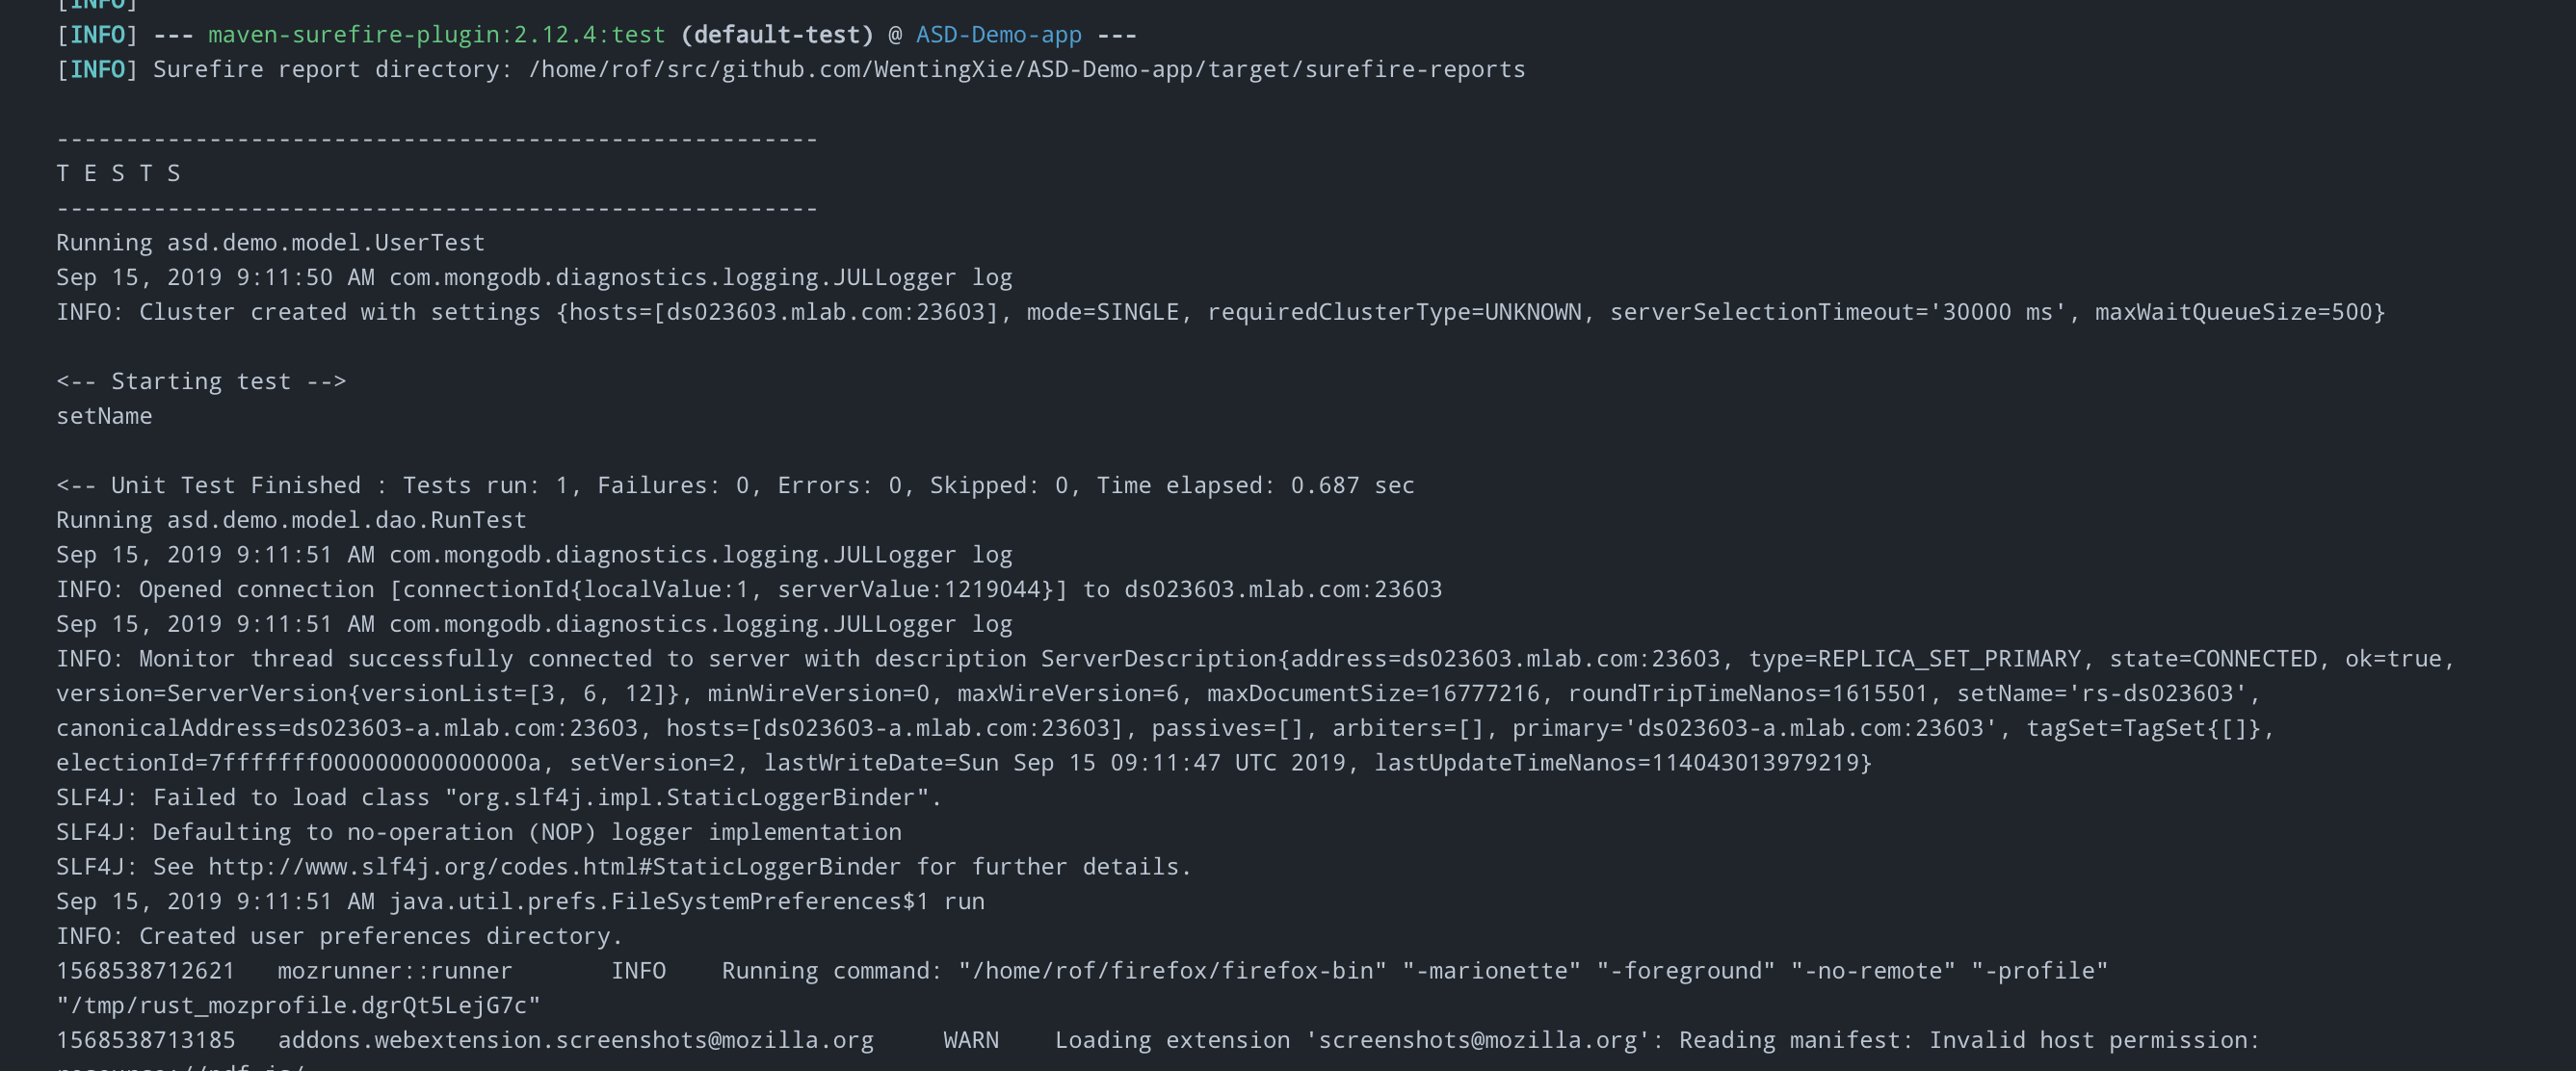 [INFO]
[INFO] --- maven-surefire-plugin:2.12.4:test (default-test) @ ASD-Demo-app ---
[INFO] Surefire report directory: /home/rof/src/github.com/WentingXie/ASD-Demo-app/target/surefire-reports
-------------------------------------------------------
T E S T S
-------------------------------------------------------
Running asd.demo.model.UserTest
Sep 15, 2019 9:11:50 AM com.mongodb.diagnostics.logging.JULLogger log
INFO: Cluster created with settings {hosts=[ds023603.mlab.com:23603], mode=SINGLE, requiredClusterType=UNKNOWN, serverSelectionTimeout='30000 ms', maxWaitQueueSize=500}
<-- Starting test -->
setName
<-- Unit Test Finished : Tests run: 1, Failures: 0, Errors: 0, Skipped: 0, Time elapsed: 0.687 sec
Running asd.demo.model.dao.RunTest
Sep 15, 2019 9:11:51 AM com.mongodb.diagnostics.logging.JULLogger log
INFO: Opened connection [connectionId{localValue:1, serverValue:1219044}] to ds023603.mlab.com:23603
Sep 15, 2019 9:11:51 AM com.mongodb.diagnostics.logging.JULLogger log
INFO: Monitor thread successfully connected to server with description ServerDescription{address=ds023603.mlab.com:23603, type=REPLICA_SET_PRIMARY, state=CONNECTED, ok=true,
version=ServerVersion{versionList=[3, 6, 12]}, minWireVersion=0, maxWireVersion=6, maxDocumentSize=16777216, roundTripTimeNanos=1615501, setName='rs-ds023603',
canonicalAddress=ds023603-a.mlab.com:23603, hosts=[ds023603-a.mlab.com:23603], passives=[], arbiters=[], primary='ds023603-a.mlab.com:23603', tagSet=TagSet{[]},
electionId=7fffffff000000000000000a, setVersion=2, lastWriteDate=Sun Sep 15 09:11:47 UTC 2019, lastUpdateTimeNanos=114043013979219}
SLF4J: Failed to load class "org.slf4j.impl.StaticLoggerBinder".
SLF4J: Defaulting to no-operation (NOP) logger implementation
SLF4J: See http://www.slf4j.org/codes.html#StaticLoggerBinder for further details.
Sep 15, 2019 9:11:51 AM java.util.prefs.FileSystemPreferences$1 run
INFO: Created user preferences directory.
1568538712621 mozrunner::runner INFO Running command: "/home/rof/firefox/firefox-bin" "-marionette" "-foreground" "-no-remote" "-profile"
"/tmp/rust_mozprofile.dgrQt5LejG7c"
1568538713185 addons.webextension.screenshots@mozilla.org WARN Loading extension 'screenshots@mozilla.org': Reading manifest: Invalid host permission: